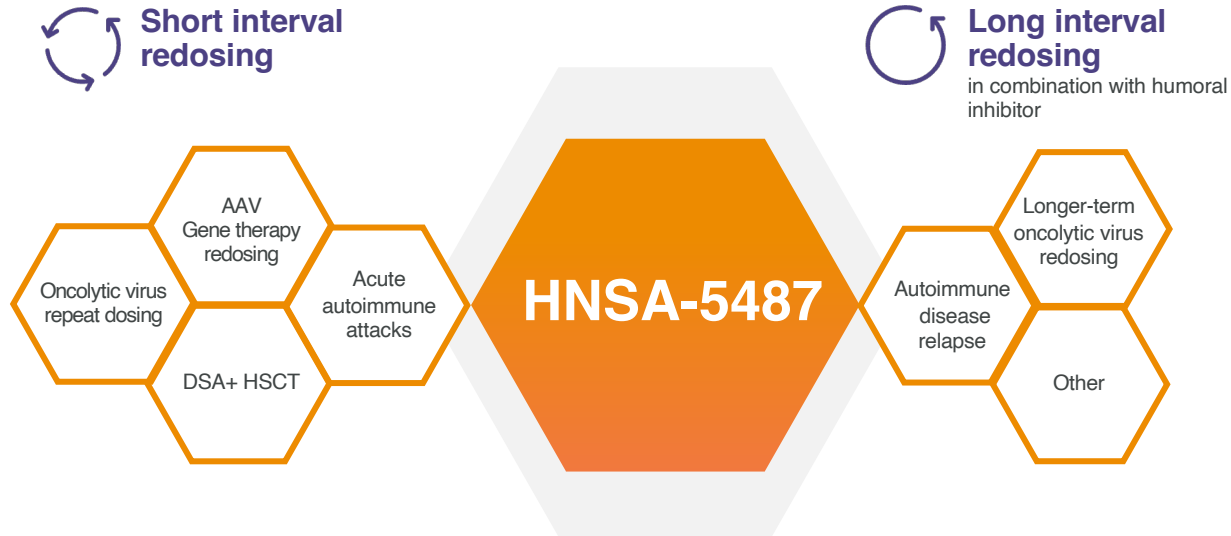 Short interval
redosing
AAV
Gene therapy
redosing
Oncolytic virus
repeat dosing
Acute
autoimmune
attacks
DSA+ HSCT
HNSA-5487
Long interval
redosing
in combination with humoral
inhibitor
Longer-term
oncolytic virus
redosing
Autoimmune
disease
relapse
Other